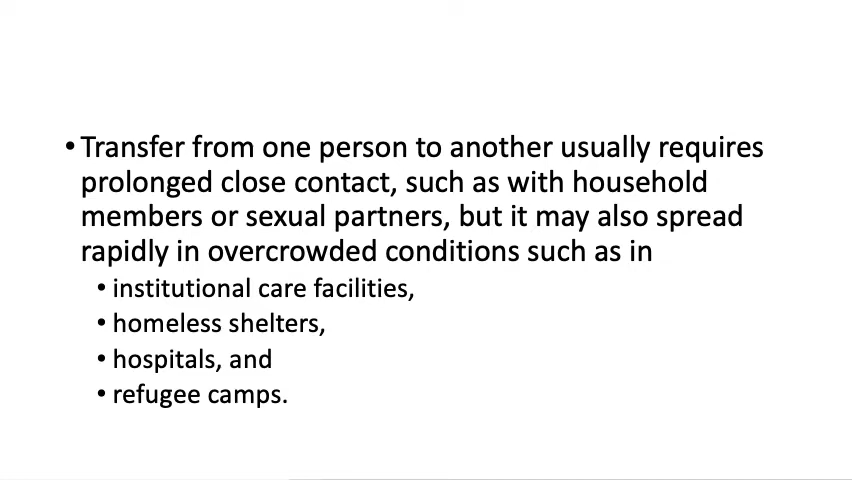 • Transfer from one person to another usually requires
prolonged close contact, such as with household
members or sexual partners, but it may also spread
rapidly in overcrowded conditions such as in
• institutional care facilities,
• homeless shelters,
• hospitals, and
• refugee camps.